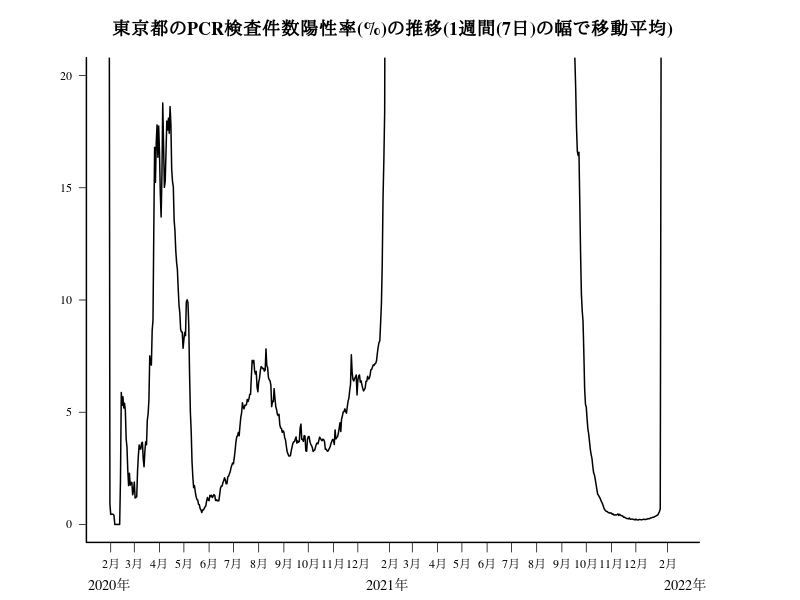 東京都のPCR検査件数陽性率(%)の推移(1週間(7日)の幅で移動平均)
20
15
10
5
0
2月 3月 4月 5月 6月 7月 8月 9月 10月 11月 12月 2月 3月 4月 5月 6月 7月 8月 9月 10月 11月 12月 2月
2020年 2021年 2022年